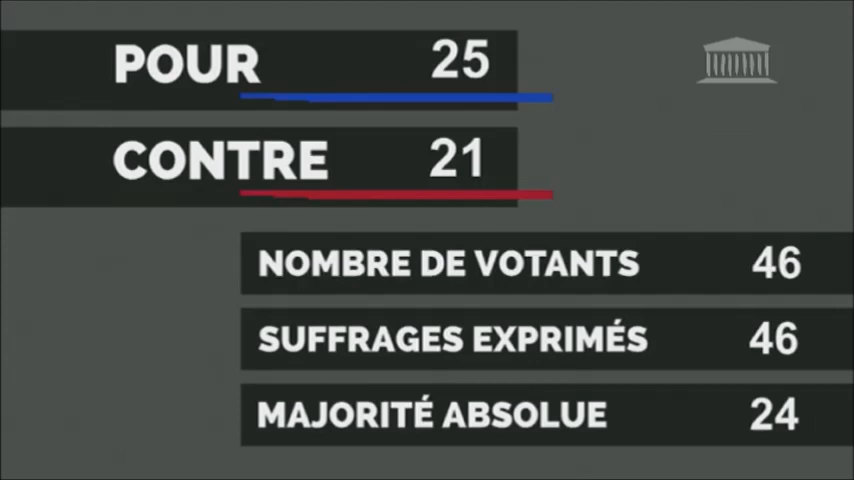 POUR 25
CONTRE 21
NOMBRE DE VOTANTS 46
SUFFRAGES EXPRIMÉS 46
MAJORITÉ ABSOLUE 24